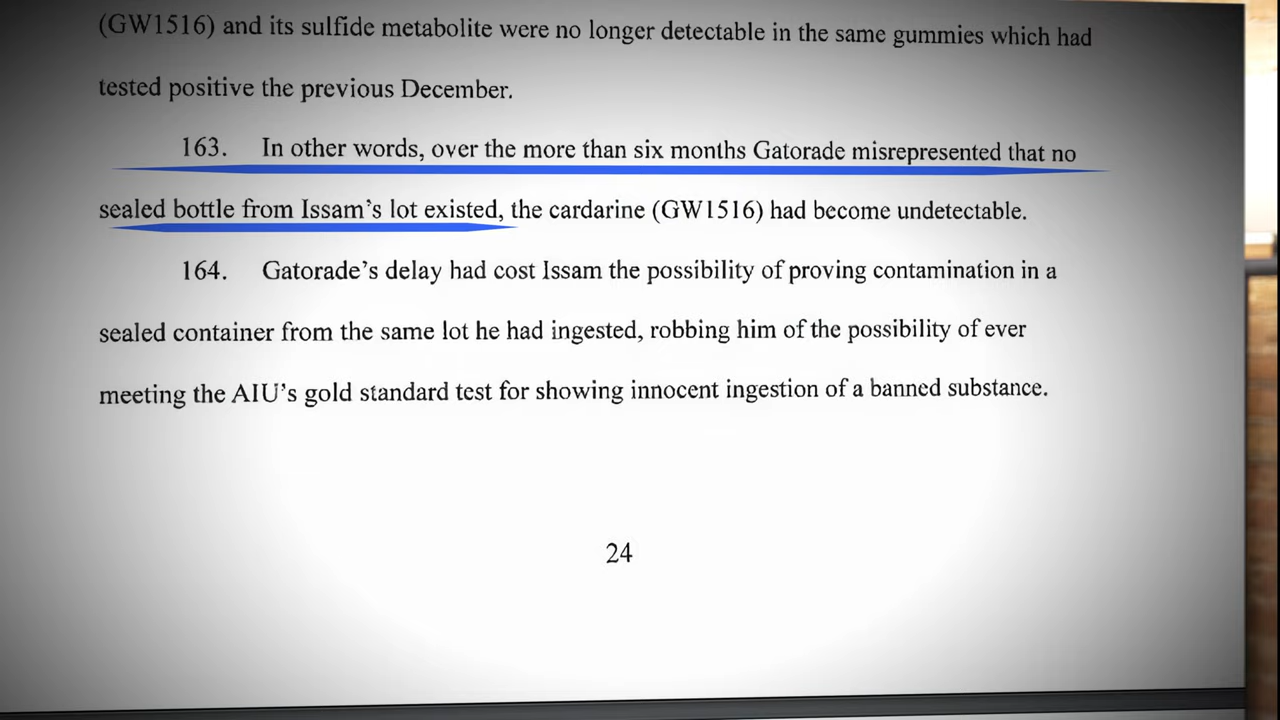 (GW1516) and its sulfide metabolite were no longer detectable in the same gummies which had
tested positive the previous December.
163. In other words, over the more than six months Gatorade misrepresented that no
sealed bottle from Issam’s lot existed, the cardarine (GW1516) had become undetectable.
164. Gatorade’s delay had cost Issam the possibility of proving contamination in a
sealed container from the same lot he had ingested, robbing him of the possibility of ever
meeting the AIU’s gold standard test for showing innocent ingestion of a banned substance.
24